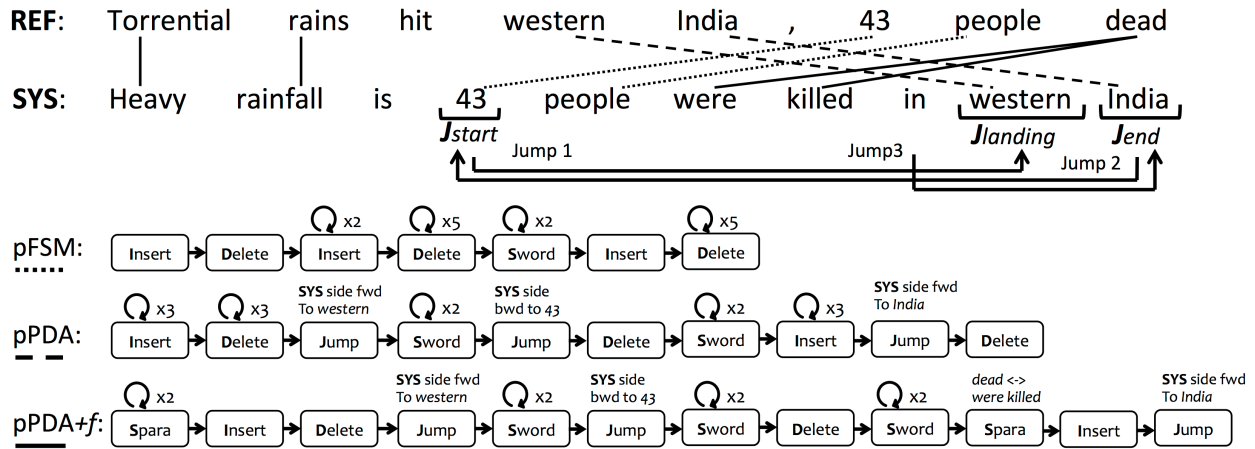 REF: Torrential rains hit western India , 43 people dead
SYS: Heavy rainfall is 43 people were killed in western India
Jstart Jlanding Jend
Jump 1 Jump3 Jump 2
x2 x5 x2 x5
pFSM: Insert Delete Insert Delete Sword Insert Delete
SYS side fwd SYS side SYS side fwd
x3 x3 To western x2 bwd to 43 x2 x3 To India
pPDA: Insert Delete Jump Sword Jump Delete Sword Insert Jump Delete
SYS side fwd SYS side dead <-> SYS side fwd
x2 To western x2 bwd to 43 x2 x2 were killed To India
pPDA+f: Spara Insert Delete Jump Sword Jump Sword Delete Sword Spara Insert Jump